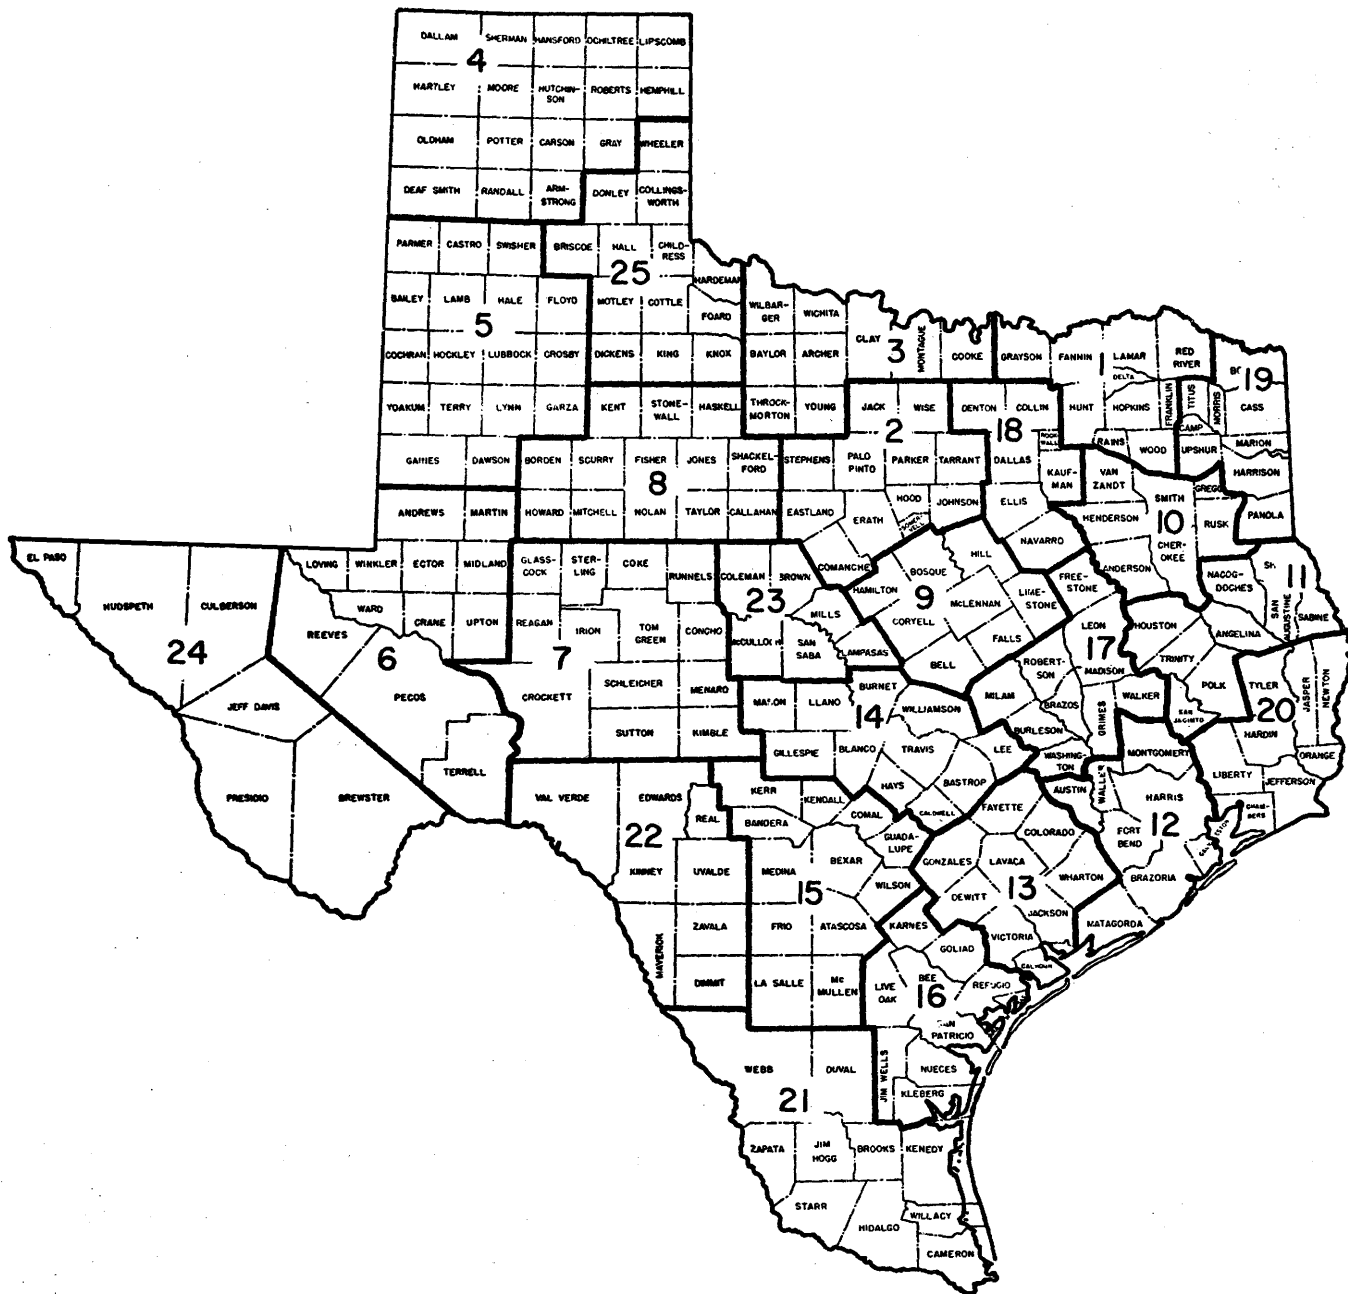 DALLAM SHERMAN HANSFORD OCHILTREE LIPSCOMB
4
HARTLEY MOORE HUTCHIN-
SON ROBERTS HEMPHILL
OLDHAM POTTER CARSON GRAY WHEELER
DEAF SMITH RANDALL ARM-
STRONG DONLEY COLLINGS-
WORTH
PARMER CASTRO SWISHER BRISCOE HALL CHILD-
RESS
25
HARDEMAN
BAILEY LAMB HALE FLOYD MOTLEY COTTLE
FOARD
WILBAR-
GER WICHITA
5
COCHRAN HOCKLEY LUBBOCK CROSBY DICKENS KING KNOX BAYLOR ARCHER
CLAY MONTAGUE COOKE GRAYSON FANNIN LAMAR RED
RIVER
3
1
DELTA
BO
19
CASS
YOAKUM TERRY LYNN GARZA KENT STONE-
WALL HASKELL THROCK-
MORTON YOUNG JACK WISE DENTON COLLIN HUNT HOPKINS FRANKLIN TITUS MORRIS
2
18
CAMP
MARION
GAINES DAWSON BORDEN SCURRY FISHER JONES SHACKEL-
FORD STEPHENS PALO
PINTO PARKER TARRANT DALLAS ROCK-
WALL KAUF-
MAN RAINS WOOD UPSHUR HARRISON
VAN
ZANDT SMITH GREGG
8
10
ANDREWS MARTIN HOWARD MITCHELL NOLAN TAYLOR CALLAHAN EASTLAND ERATH HOOD SOMER-
VELL JOHNSON ELLIS HENDERSON RUSK PANOLA
NAVARRO
CHER-
OKEE
EL PASO HUDSPETH CULBERSON LOVING WINKLER ECTOR MIDLAND GLASS-
COCK STER-
LING COKE RUNNELS COLEMAN BROWN COMANCHE HAMILTON BOSQUE HILL FREE-
STONE ANDERSON NACOG-
DOCHES SH
11
23
9
LIME-
STONE
WARD CRANE UPTON REAGAN IRION TOM
GREEN CONCHO McCULLOCH MILLS SAN
SABA LAMPASAS CORYELL McLENNAN FALLS LEON HOUSTON ANGELINA SAN
AUGUSTINE SABINE
REEVES
24
6
7
17
BELL ROBERT-
SON MADISON TRINITY
PECOS CROCKETT SCHLEICHER MENARD LLANO BURNET WILLIAMSON MILAM BRAZOS GRIMES WALKER POLK TYLER JASPER NEWTON
14
SAN
JACINTO
20
JEFF DAVIS
SUTTON KIMBLE GILLESPIE BLANCO TRAVIS LEE BURLESON WASHING-
TON MONTGOMERY HARDIN ORANGE
TERRELL
PRESIDIO BREWSTER VAL VERDE EDWARDS KERR KENDALL HAYS BASTROP AUSTIN WALLER LIBERTY JEFFERSON
HARRIS CHAM-
BERS
REAL BANDERA COMAL CALDWELL FAYETTE COLORADO FORT
BEND
12
22
GUADA-
LUPE
KINNEY UVALDE MEDINA BEXAR GONZALES LAVACA WHARTON BRAZORIA
15
WILSON
13
DEWITT
JACKSON MATAGORDA
ZAVALA FRIO ATASCOSA KARNES VICTORIA
GOLIAD
MAVERICK DIMMIT LA SALLE Mc
MULLEN LIVE
OAK BEE REFUGIO CALHOUN
16
PATRICIO
WEBB DUVAL JIM WELLS NUECES
KLEBERG
21
ZAPATA JIM
HOGG BROOKS KENEDY
STARR HIDALGO WILLACY
CAMERON